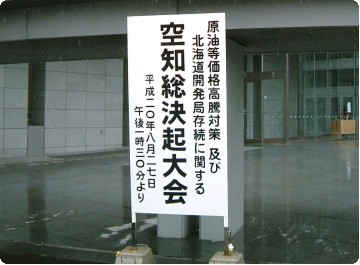 原油等価格高騰対策 及び
北海道開発局存続に関する
空知総決起大会
平成二〇年八月二七日
午後一時三〇分より